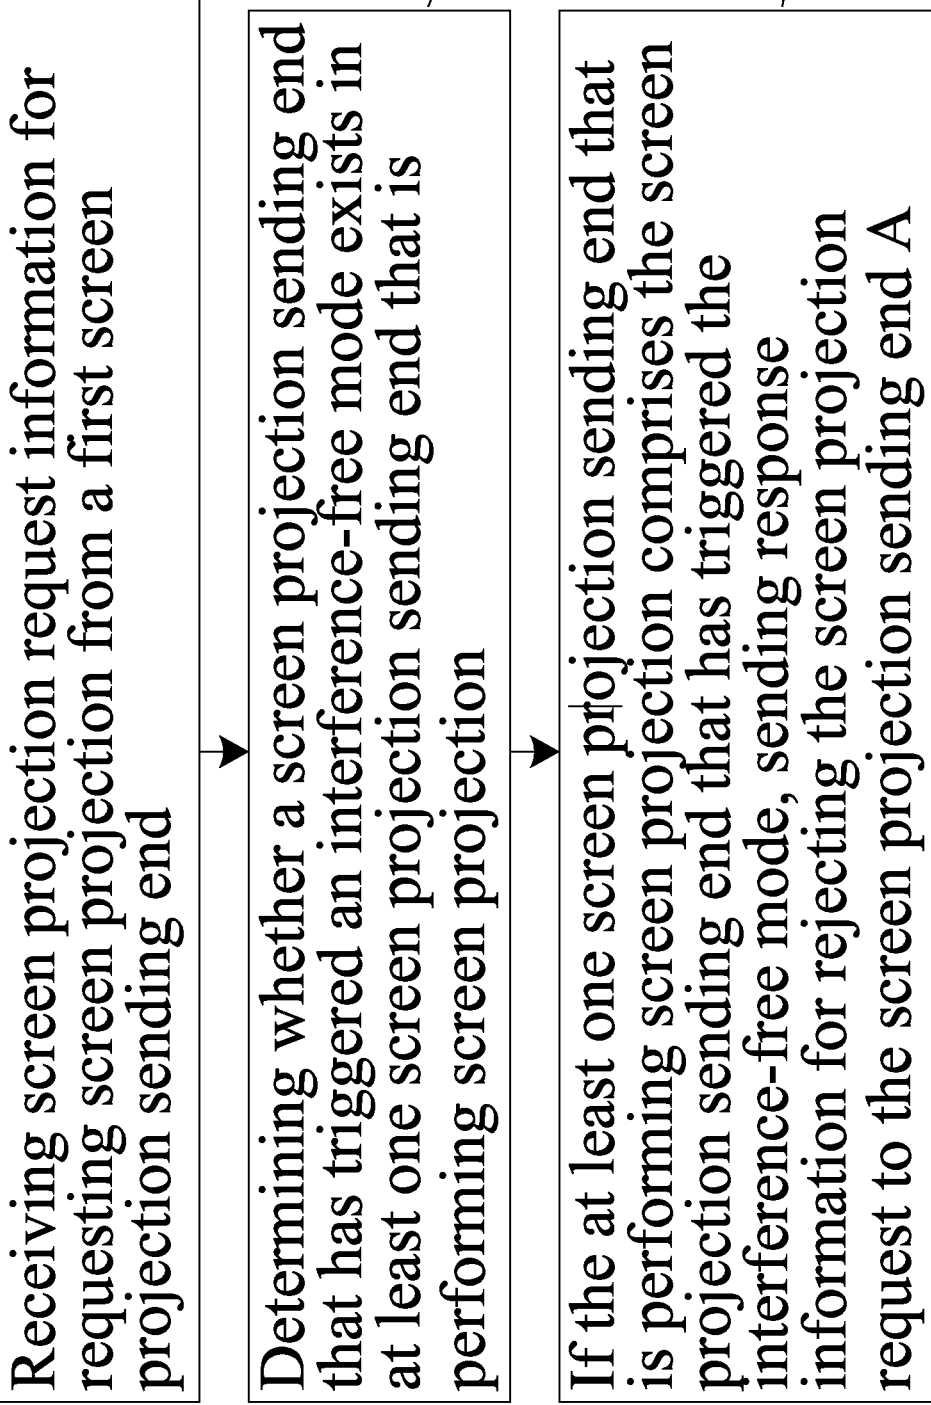 Receiving screen projection request information for
requesting screen projection from a first screen
projection sending end
Determining whether a screen projection sending end
that has triggered an interference-free mode exists in
at least one screen projection sending end that is
performing screen projection
If the at least one screen projection sending end that
is performing screen projection comprises the screen
projection sending end that has triggered the
interference-free mode, sending response
information for rejecting the screen projection
request to the screen projection sending end A